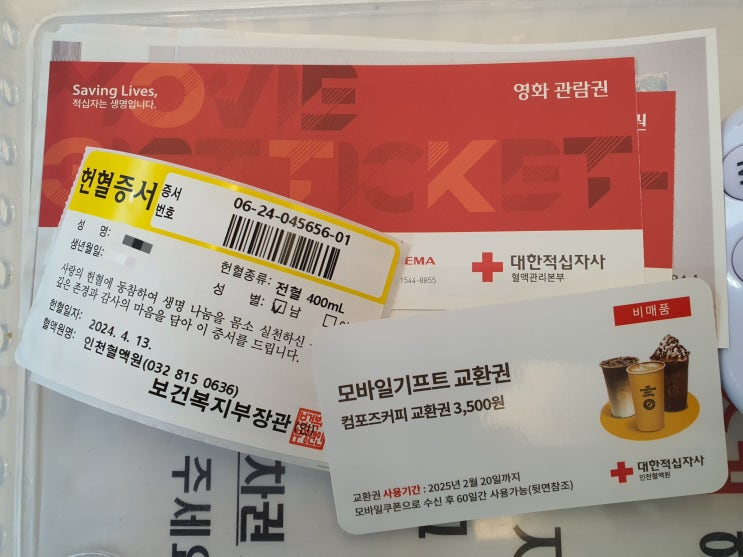 Saving Lives,
적십자는 생명입니다.
영화 관람권
MOVIE
TICKET
EMA
1544-8855
대한적십자사
혈액관리본부
권
헌혈증서
증서
번호
06-24-045656-01
성 명:
생년월일:
헌혈종류: 전혈 400mL
성 별: 남
사랑의 헌혈에 동참하여 생명 나눔을 몸소 실천하신
깊은 존경과 감사의 마음을 담아 이 증서를 드립니다.
헌혈일자: 2024. 4. 13.
혈액원명: 인천혈액원(032 815 0636)
보건복지부장관
비매품
모바일기프트 교환권
컴포즈커피 교환권 3,500원
대한적십자사
인천혈액원
교환권 사용기간 : 2025년 2월 20일까지
모바일쿠폰으로 수신 후 60일간 사용가능(뒷면참조)
차권
주세요